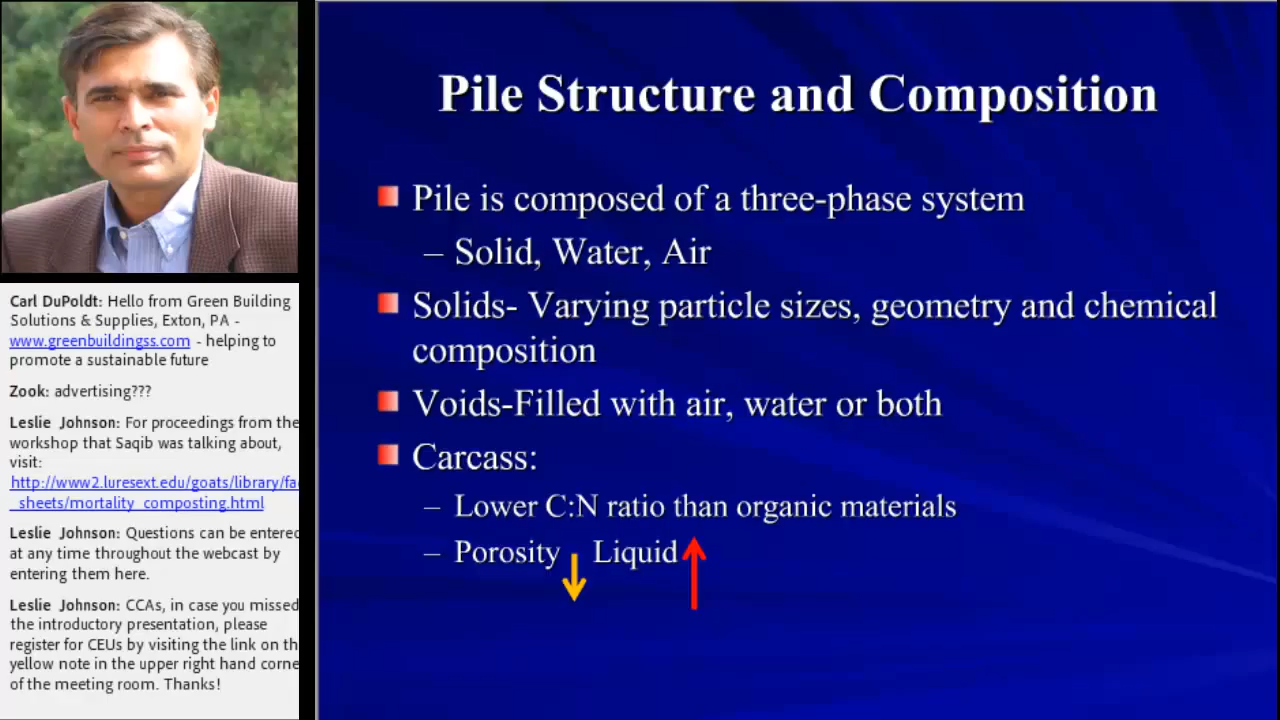 Pile Structure and Composition
Pile is composed of a three-phase system
– Solid, Water, Air
Solids- Varying particle sizes, geometry and chemical
composition
Voids-Filled with air, water or both
Carcass:
– Lower C:N ratio than organic materials
– Porosity Liquid
Carl DuPoldt: Hello from Green Building
Solutions & Supplies, Exton, PA -
www.greenbuildingss.com - helping to
promote a sustainable future
Zook: advertising???
Leslie Johnson: For proceedings from the
workshop that Saqib was talking about,
visit:
http://www2.luresext.edu/goats/library/fa
_sheets/mortality_composting.html
Leslie Johnson: Questions can be entered
at any time throughout the webcast by
entering them here.
Leslie Johnson: CCAs, in case you missed
the introductory presentation, please
register for CEUs by visiting the link on th
yellow note in the upper right hand corne
of the meeting room. Thanks!